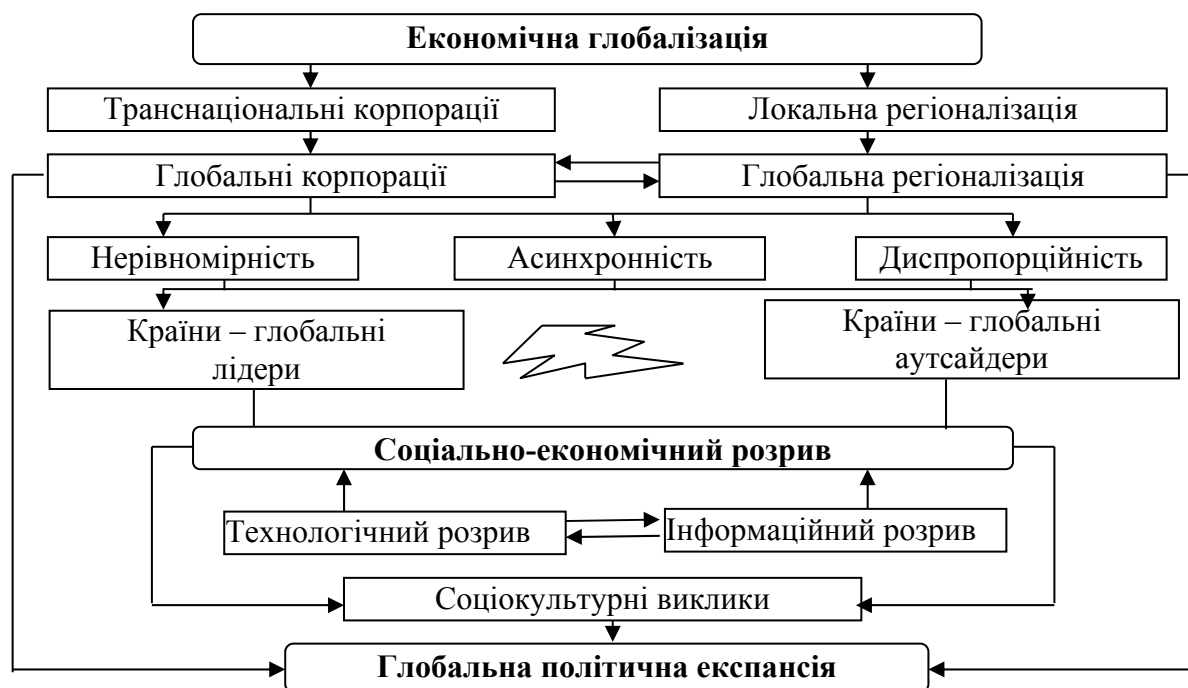 Економічна глобалізація
Транснаціональні корпорації
Локальна регіоналізація
Глобальні корпорації
Глобальна регіоналізація
Нерівномірність
Асинхронність
Диспропорційність
Країни – глобальні
лідери
Країни – глобальні
аутсайдери
Соціально-економічний розрив
Технологічний розрив
Інформаційний розрив
Соціокультурні виклики
Глобальна політична експансія